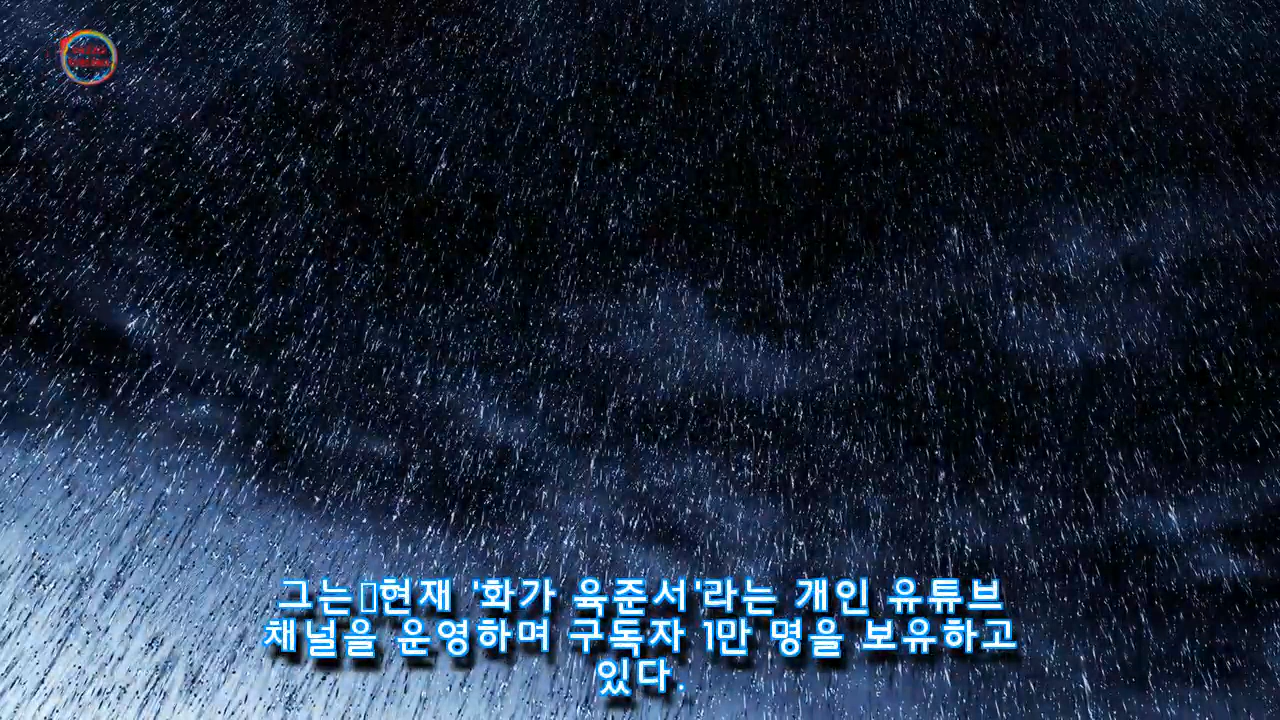 그는 현재 '화가 육준서'라는 개인 유튜브
채널을 운영하며 구독자 1만 명을 보유하고
있다.